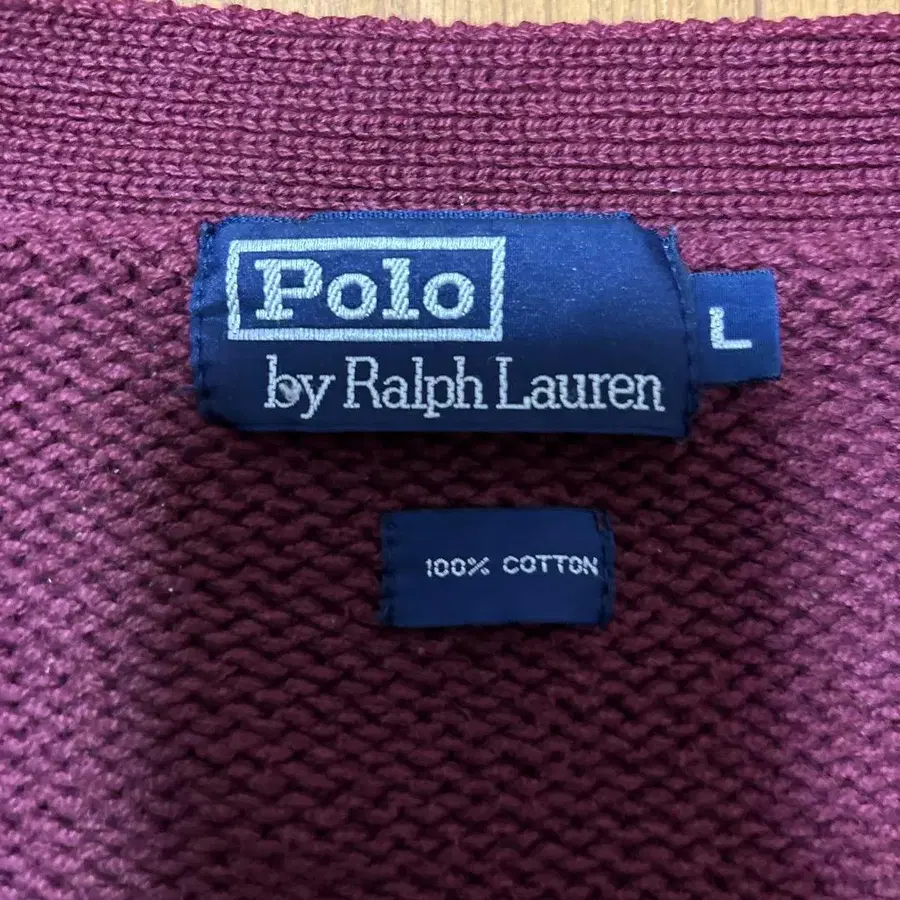 Polo
by Ralph Lauren
L
100% COTTON